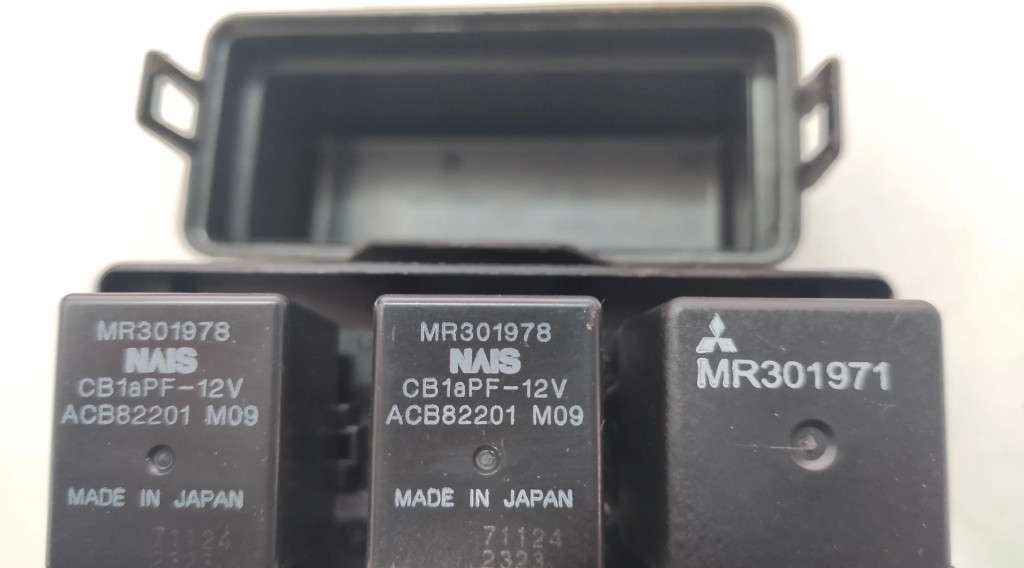 MR301978
NAIS
CB1aPF-12V
ACB82201 M09
MADE IN JAPAN
71124
2323
MR301978
NAIS
CB1aPF-12V
ACB82201 M09
MADE IN JAPAN
71124
2323
MR301971